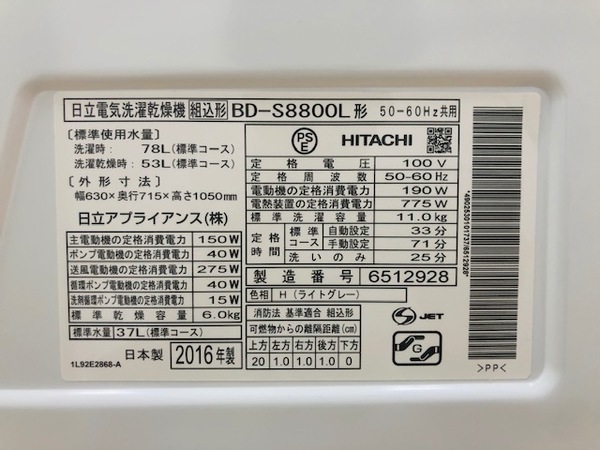 日立電気洗濯乾燥機 組込形 BD-S8800L形 50-60Hz共用
〔標準使用水量〕
洗濯時: 78L(標準コース)
洗濯乾燥時: 53L(標準コース)
〔外形寸法〕
幅630×奥行715×高さ1050mm
日立アプライアンス(株)
主電動機の定格消費電力 150W
ポンプ電動機の定格消費電力 40W
送風電動機の定格消費電力 275W
循環ポンプ電動機の定格消費電力 40W
洗剤循環ポンプ電動機の定格消費電力 15W
標準乾燥容量 6.0kg
標準水量 37L(標準コース)
日本製 2016年製
1L92E2868-A
PSE HITACHI
定格電圧 100V
定格周波数 50-60Hz
電動機の定格消費電力 190W
電熱装置の定格消費電力 775W
標準洗濯容量 11.0kg
定格時間 標準コース 自動設定 33分
手動設定 71分
洗いのみ 25分
製造番号 6512928
色相 H(ライトグレー)
消防法 基準適合 組込形
可燃物からの離隔距離(cm)
上方 左方 右方 前方 後方 下方
20 1.0 1.0 1.0 0
S JET
G
*4902530101737/6512928*
>PP<